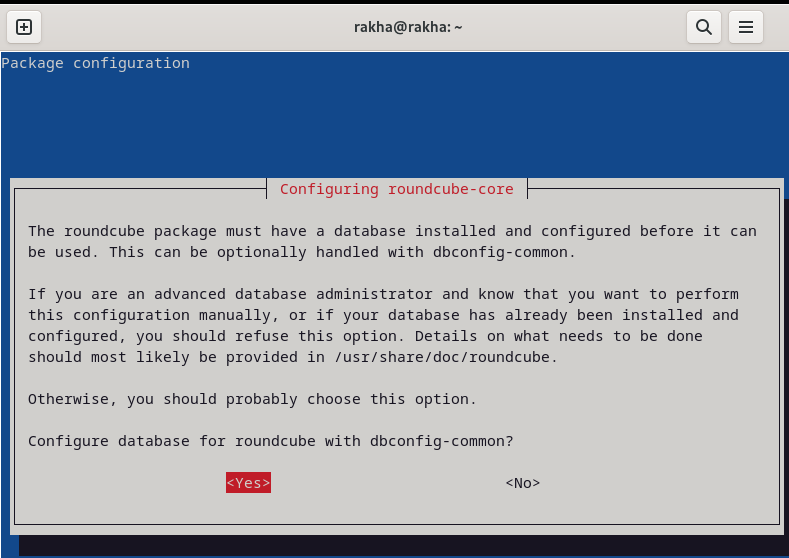 rakha@rakha: ~
Package configuration
Configuring roundcube-core
The roundcube package must have a database installed and configured before it can
be used. This can be optionally handled with dbconfig-common.
If you are an advanced database administrator and know that you want to perform
this configuration manually, or if your database has already been installed and
configured, you should refuse this option. Details on what needs to be done
should most likely be provided in /usr/share/doc/roundcube.
Otherwise, you should probably choose this option.
Configure database for roundcube with dbconfig-common?
<Yes> <No>